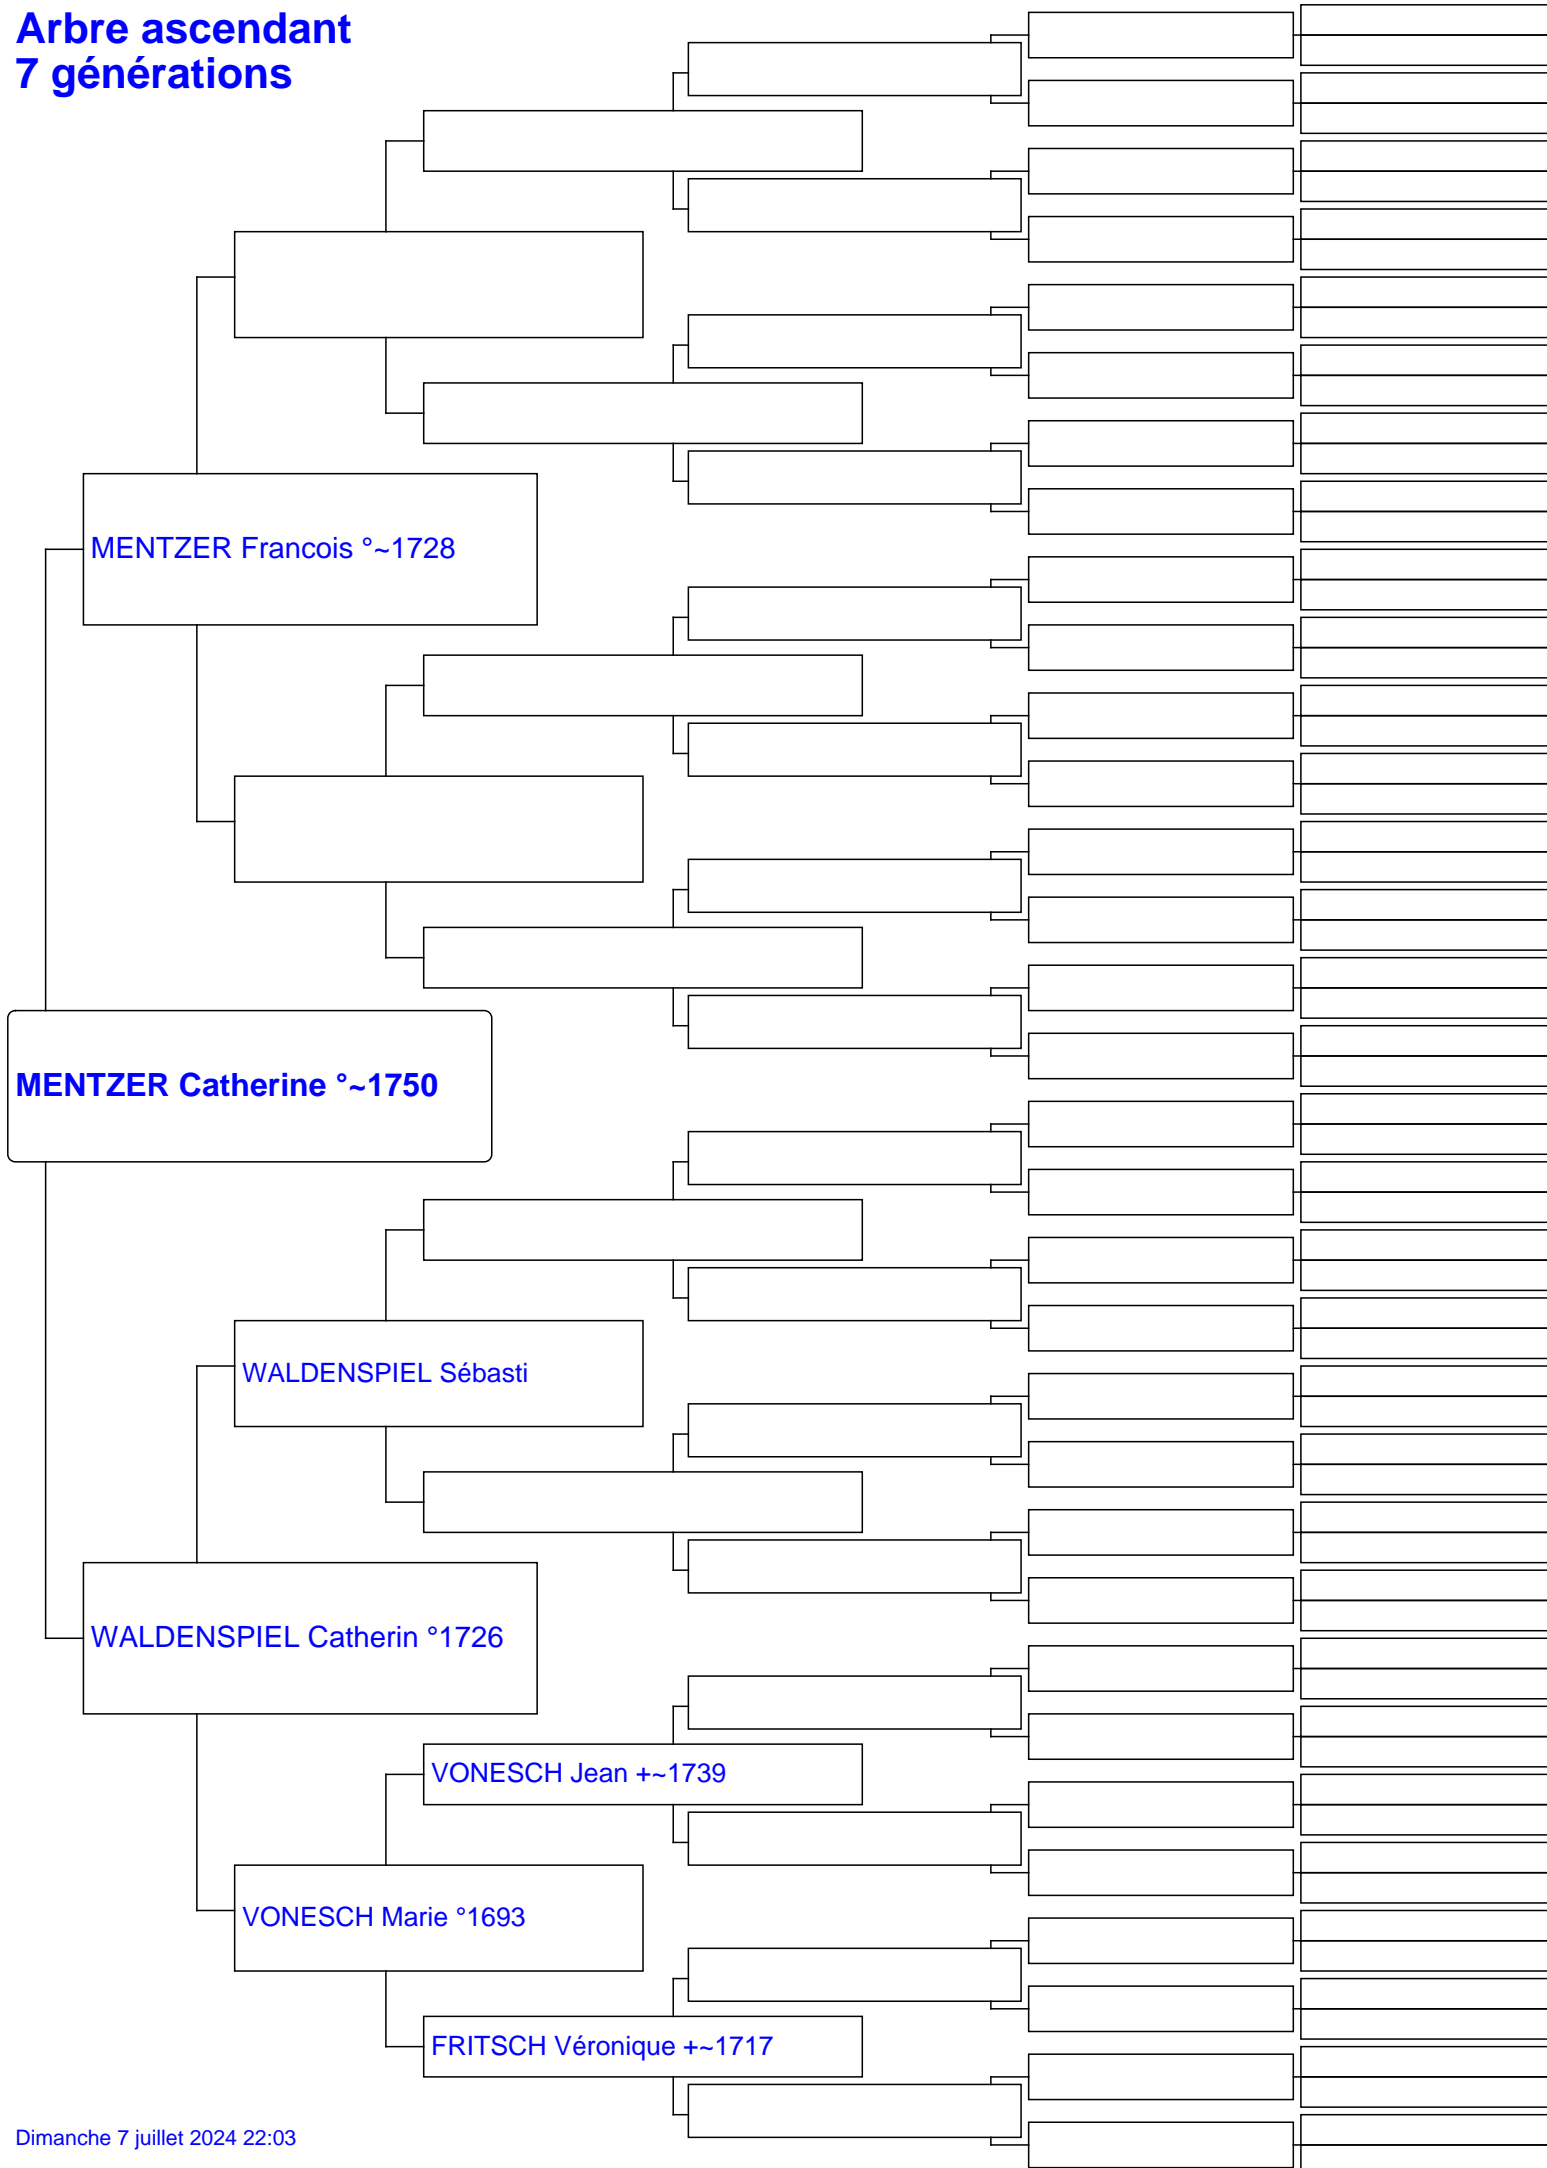 Arbre ascendant
7 générations
MENTZER Francois °~1728
MENTZER Catherine °~1750
WALDENSPIEL Sébasti
WALDENSPIEL Catherin °1726
VONESCH Jean +~1739
VONESCH Marie °1693
FRITSCH Véronique +~1717
Dimanche 7 juillet 2024 22:03